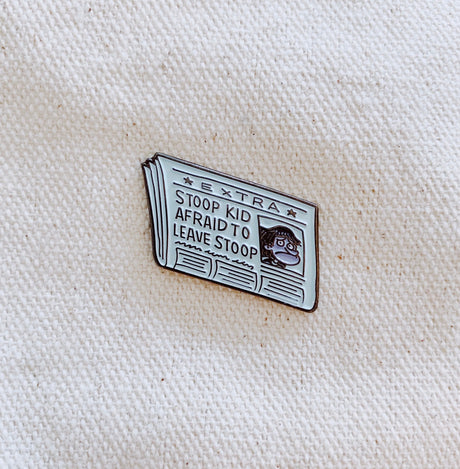 ★ EXTRA ★
STOOP KID
AFRAID TO
LEAVE STOOP